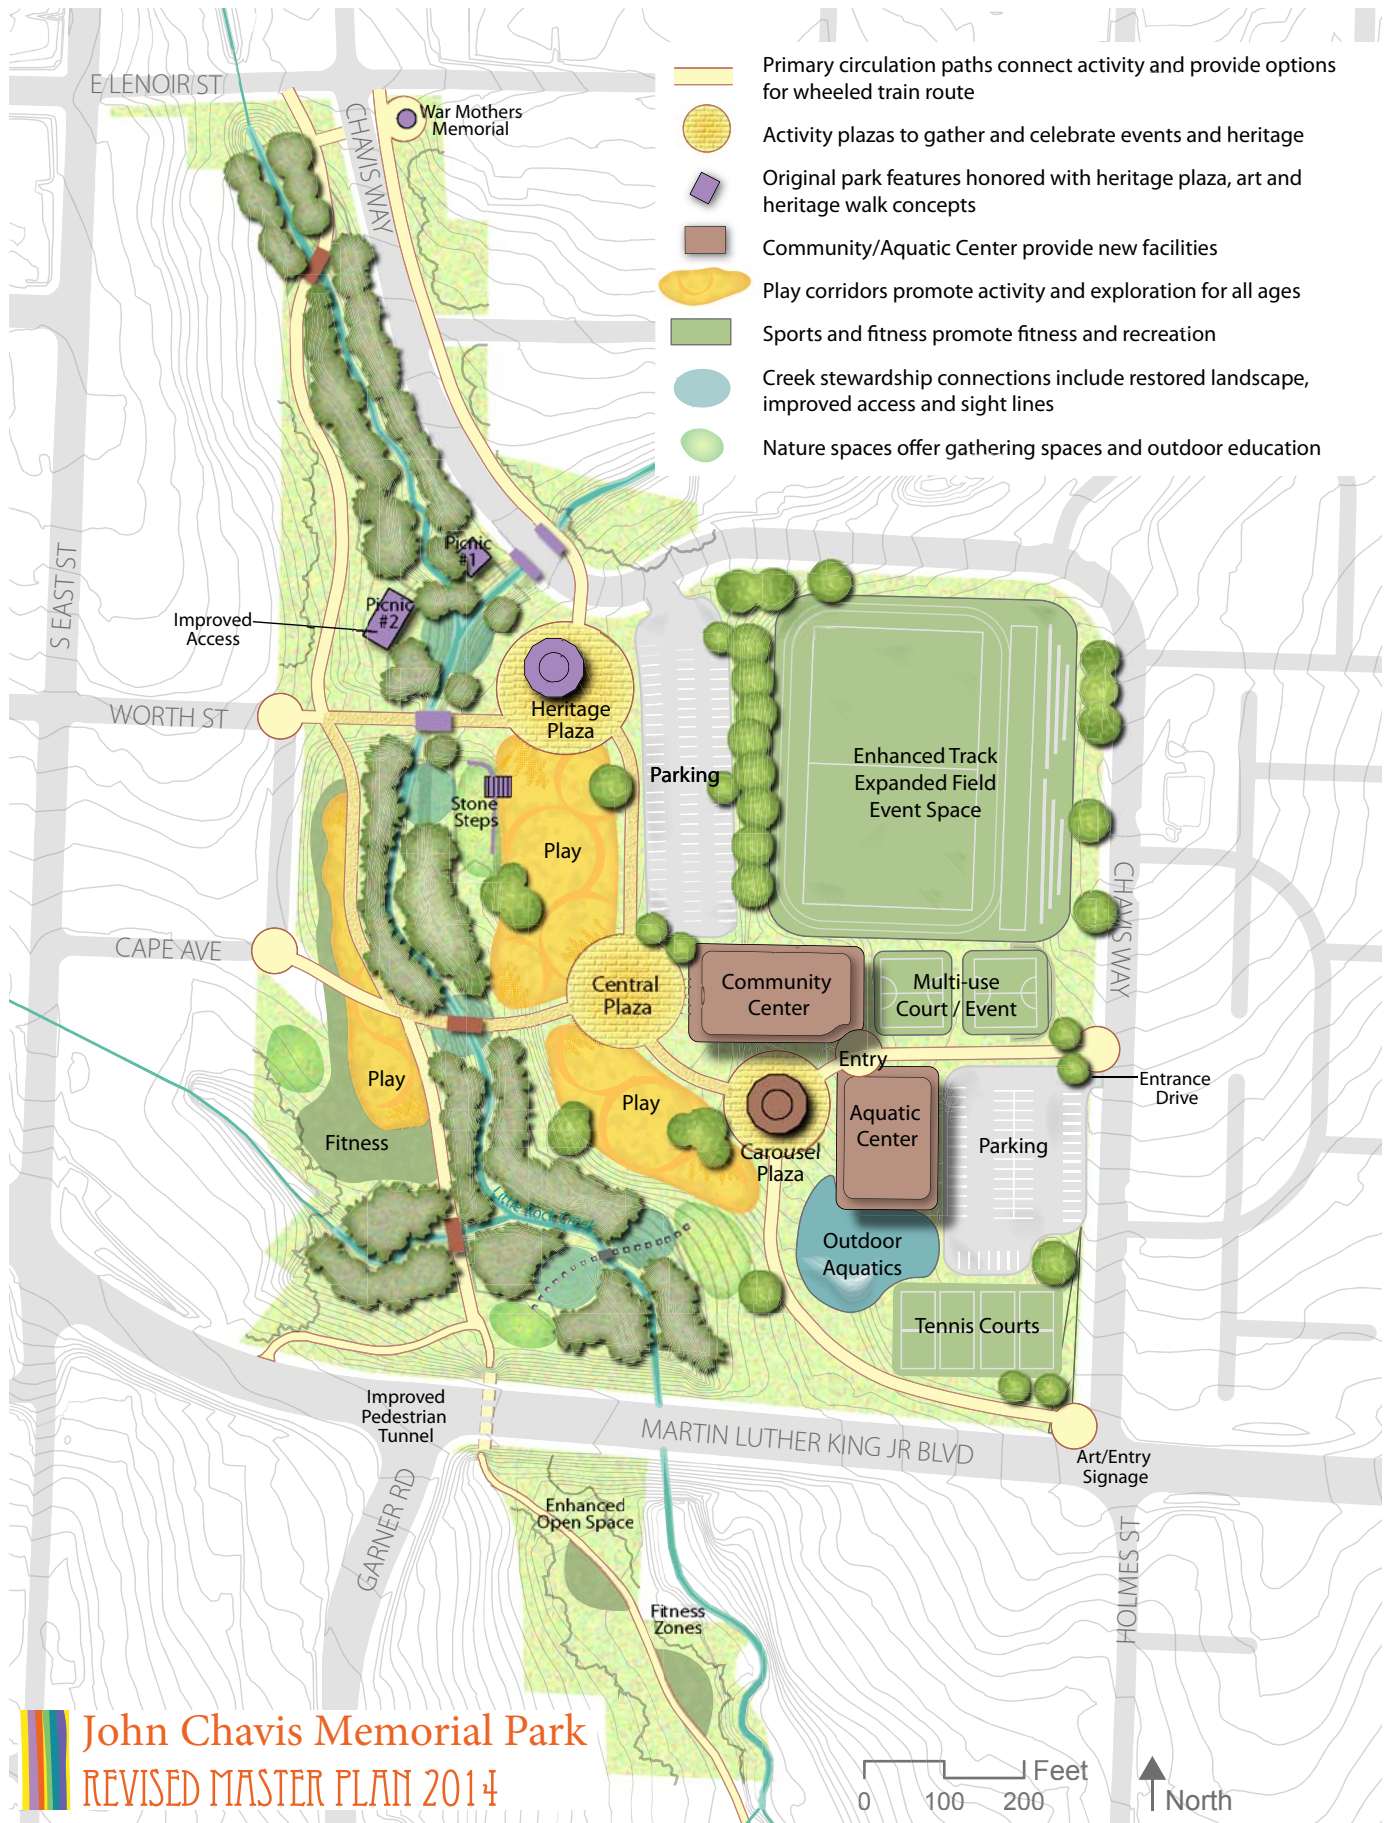 E LENOIR ST
CHAVIS WAY
War Mothers
Memorial
Primary circulation paths connect activity and provide options
for wheeled train route
Activity plazas to gather and celebrate events and heritage
Original park features honored with heritage plaza, art and
heritage walk concepts
Community/Aquatic Center provide new facilities
Play corridors promote activity and exploration for all ages
Sports and fitness promote fitness and recreation
Creek stewardship connections include restored landscape,
improved access and sight lines
Nature spaces offer gathering spaces and outdoor education
S EAST ST
Picnic
#1
Picnic
#2
Improved
Access
WORTH ST
Heritage
Plaza
Parking
Enhanced Track
Expanded Field
Event Space
Stone
Steps
Play
CHAVIS WAY
CAPE AVE
Central
Plaza
Community
Center
Multi-use
Court / Event
Entry
Entrance
Drive
Play
Play
Aquatic
Center
Parking
Fitness
Carousel
Plaza
Little Rock Creek
Outdoor
Aquatics
Tennis Courts
Improved
Pedestrian
Tunnel
MARTIN LUTHER KING JR BLVD
Art/Entry
Signage
GARNER RD
Enhanced
Open Space
HOLMES ST
Fitness
Zones
John Chavis Memorial Park
REVISED MASTER PLAN 2014
Feet
0 100 200
North